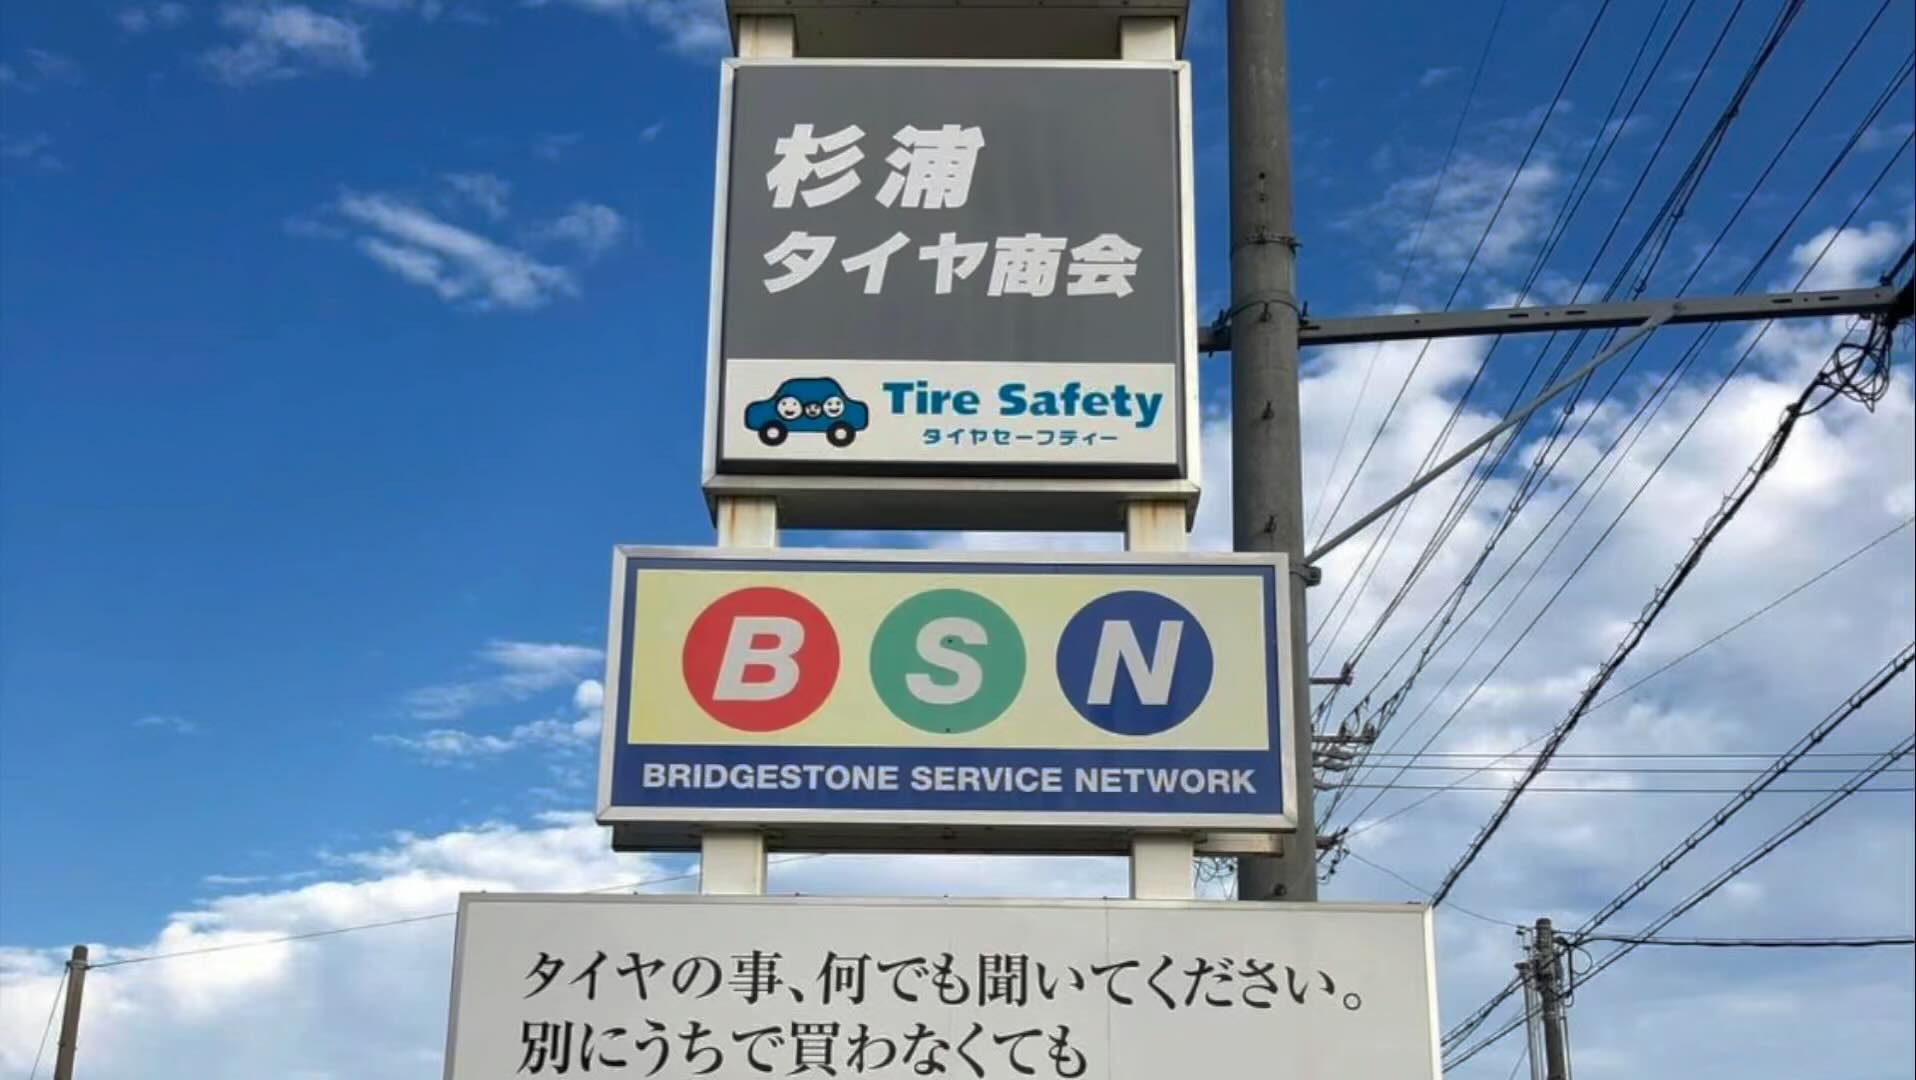 杉浦
タイヤ商会
Tire Safety
タイヤセーフティー
B S N
BRIDGESTONE SERVICE NETWORK
タイヤの事、何でも聞いてください。
別にうちで買わなくても